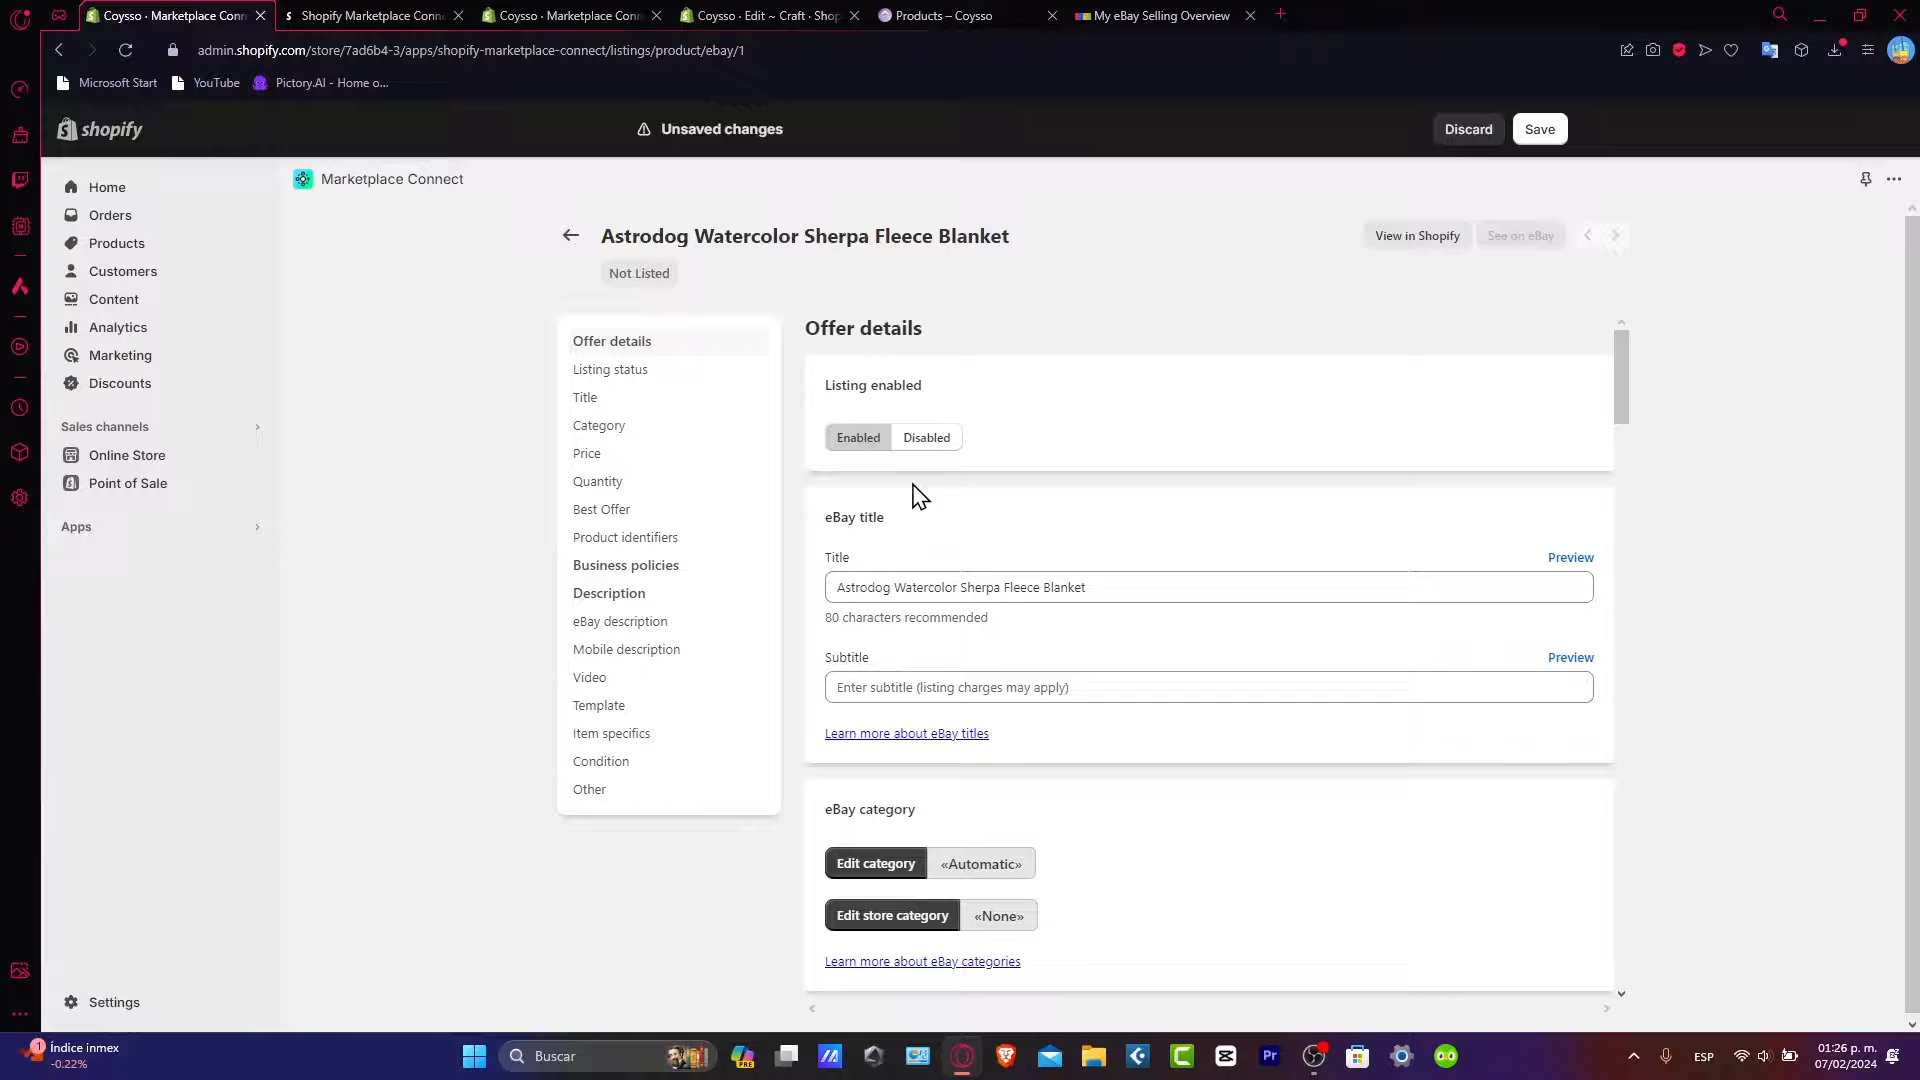 Coysso · Marketplace Conn
Shopify Marketplace Conn
Coysso · Marketplace Conn
Coysso · Edit ~ Craft · Shop
Products – Coysso
My eBay Selling Overview
admin.shopify.com/store/7ad6b4-3/apps/shopify-marketplace-connect/listings/product/ebay/1
Microsoft Start
YouTube
Pictory.AI - Home o...
shopify
Unsaved changes
Discard
Save
Home
Orders
Products
Customers
Content
Analytics
Marketing
Discounts
Sales channels
Online Store
Point of Sale
Apps
Settings
Marketplace Connect
Astrodog Watercolor Sherpa Fleece Blanket
View in Shopify
See on eBay
Not Listed
Offer details
Listing status
Title
Category
Price
Quantity
Best Offer
Product identifiers
Business policies
Description
eBay description
Mobile description
Video
Template
Item specifics
Condition
Other
Offer details
Listing enabled
Enabled
Disabled
eBay title
Title
Preview
Astrodog Watercolor Sherpa Fleece Blanket
80 characters recommended
Subtitle
Preview
Enter subtitle (listing charges may apply)
Learn more about eBay titles
eBay category
Edit category
«Automatic»
Edit store category
«None»
Learn more about eBay categories
1
Índice inmex
-0.22%
Buscar
PRE
Pr
ESP
01:26 p. m.
07/02/2024